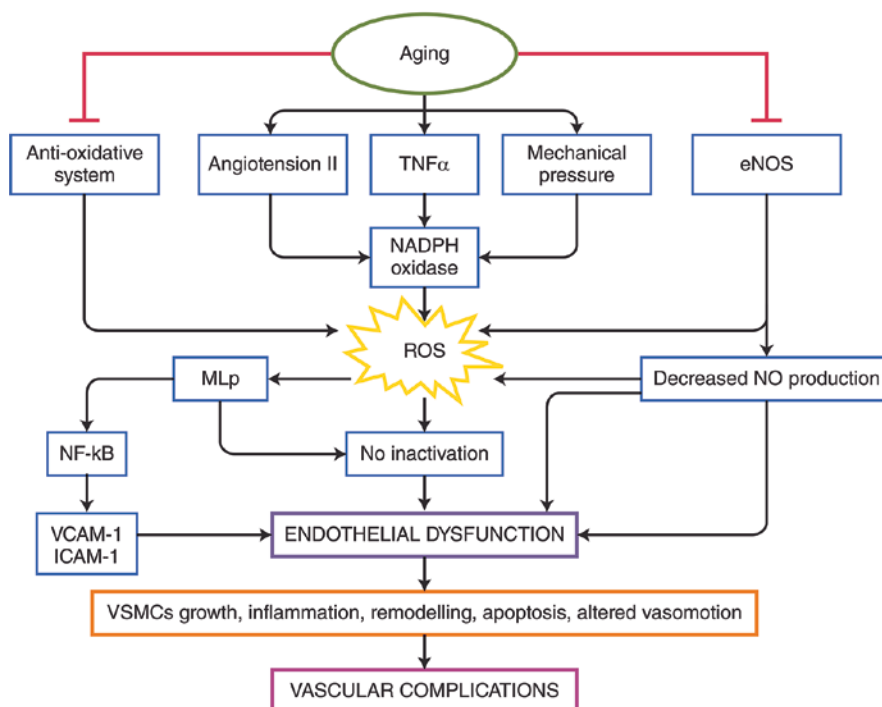 Aging
Anti-oxidative
system
Angiotension II
TNFα
Mechanical
pressure
eNOS
NADPH
oxidase
ROS
MLp
Decreased NO production
NF-kB
No inactivation
VCAM-1
ICAM-1
ENDOTHELIAL DYSFUNCTION
VSMCs growth, inflammation, remodelling, apoptosis, altered vasomotion
VASCULAR COMPLICATIONS